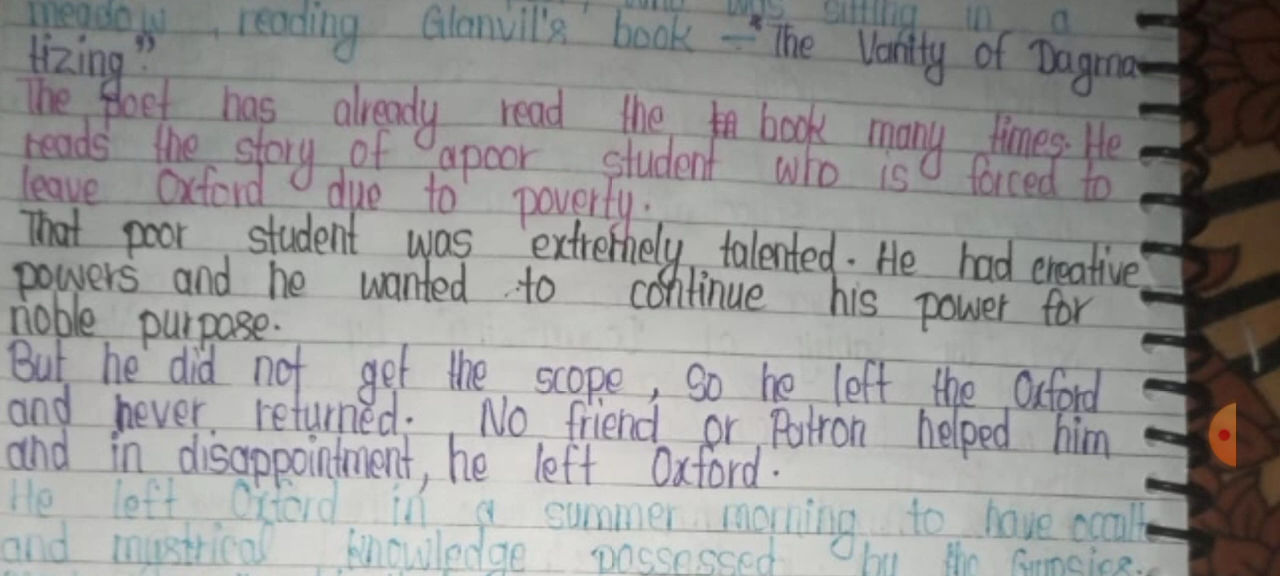 meadow, reading Glanvil's book - "The Vanity of Dagma
tizing"
The poet has already read the book many times. He
reads the story of apoor student who is forced to
leave Oxford due to poverty.
That poor student was extremely talented. He had creative
powers and he wanted to continue his power for
noble purpose.
But he did not get the scope, So he left the Oxford
and never returned. No friend or Patron helped him
and in disappointment, he left Oxford.
He left Oxford in a summer morning to have occult
and mystrical knowledge possessed by the